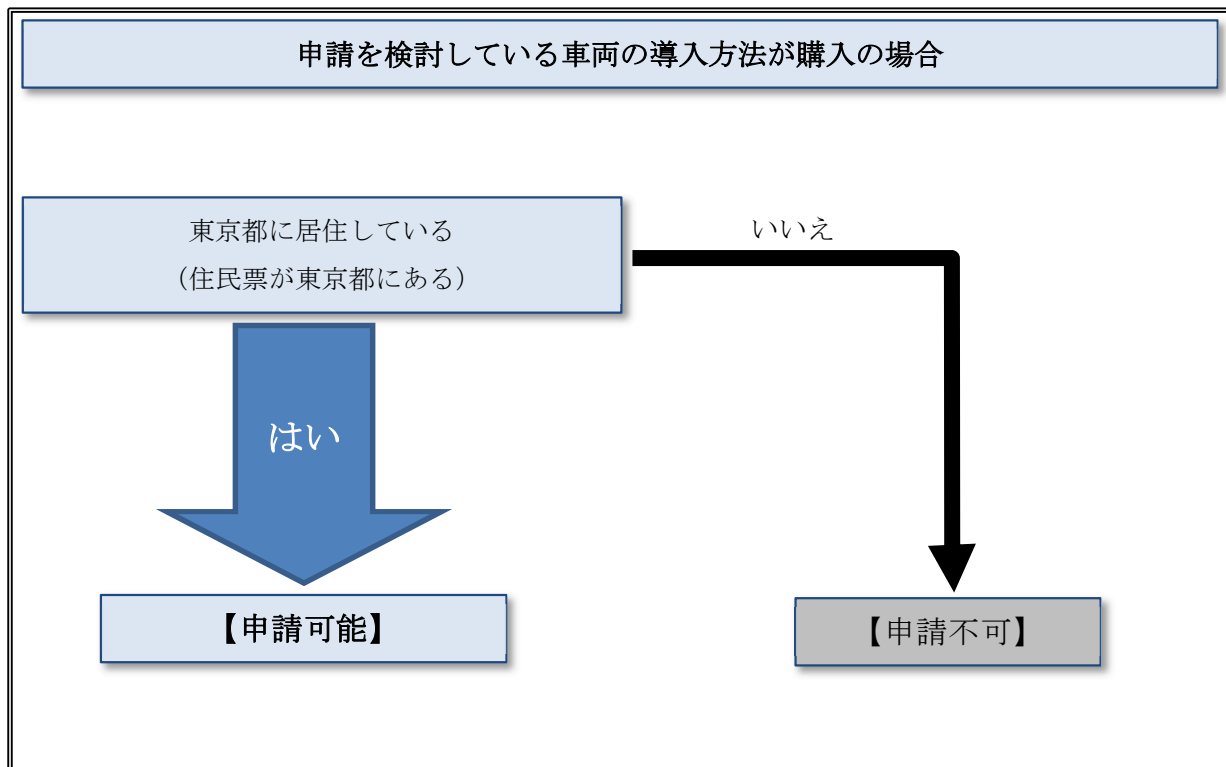 申請を検討している車両の導入方法が購入の場合
東京都に居住している
（住民票が東京都にある）
いいえ
はい
【申請可能】
【申請不可】